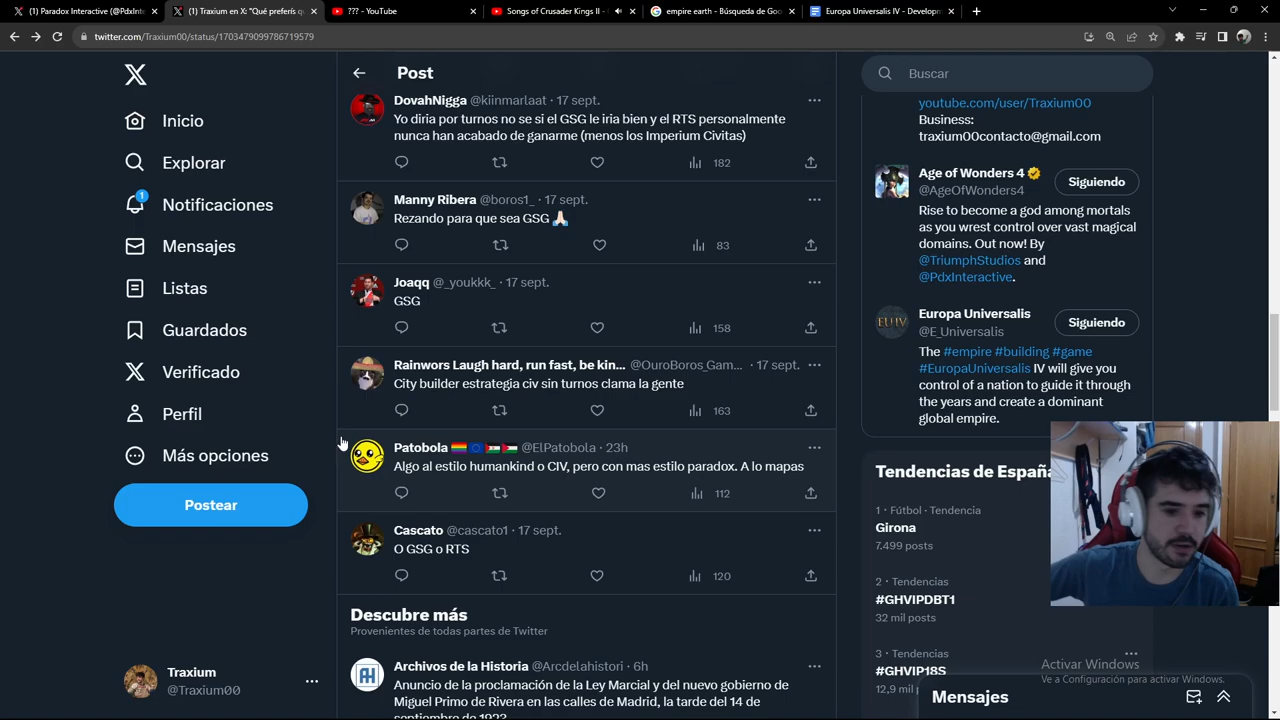 (1) Paradox Interactive (@PdxInte
(1) Traxium en X: "Qué preferís q
??? - YouTube
Songs of Crusader Kings II -
empire earth - Búsqueda de Goo
Europa Universalis IV - Developm
twitter.com/Traxium00/status/1703479099786719579
Inicio
Explorar
1
Notificaciones
Mensajes
Listas
Guardados
Verificado
Perfil
Más opciones
Postear
Traxium
@Traxium00
Post
DovahNigga @kiinmarlaat · 17 sept.
Yo diria por turnos no se si el GSG le iria bien y el RTS personalmente
nunca han acabado de ganarme (menos los Imperium Civitas)
182
Manny Ribera @boros1_ · 17 sept.
Rezando para que sea GSG 🙏🏻
83
Joaqq @_youkkk_ · 17 sept.
GSG
158
Rainwors Laugh hard, run fast, be kin... @OuroBoros_Gam... · 17 sept.
City builder estrategia civ sin turnos clama la gente
163
Patobola @ElPatobola · 23h
Algo al estilo humankind o CIV, pero con mas estilo paradox. A lo mapas
112
Cascato @cascato1 · 17 sept.
O GSG o RTS
120
Descubre más
Provenientes de todas partes de Twitter
Archivos de la Historia @Arcdelahistori · 6h
Anuncio de la proclamación de la Ley Marcial y del nuevo gobierno de
Miguel Primo de Rivera en las calles de Madrid, la tarde del 14 de
septiembre de 1923
Buscar
youtube.com/user/Traxium00
Business:
traxium00contacto@gmail.com
Age of Wonders 4
@AgeOfWonders4
Siguiendo
Rise to become a god among mortals
as you wrest control over vast magical
domains. Out now! By
@TriumphStudios and
@PdxInteractive.
EU IV
Europa Universalis
@E_Universalis
Siguiendo
The #empire #building #game
#EuropaUniversalis IV will give you
control of a nation to guide it through
the years and create a dominant
global empire.
Tendencias de España
1 · Fútbol · Tendencia
Girona
7.499 posts
2 · Tendencias
#GHVIPDBT1
32 mil posts
3 · Tendencias
#GHVIP18S
12,9 mil
Activar Windows
Ve a Configuración para activar Windows.
Mensajes